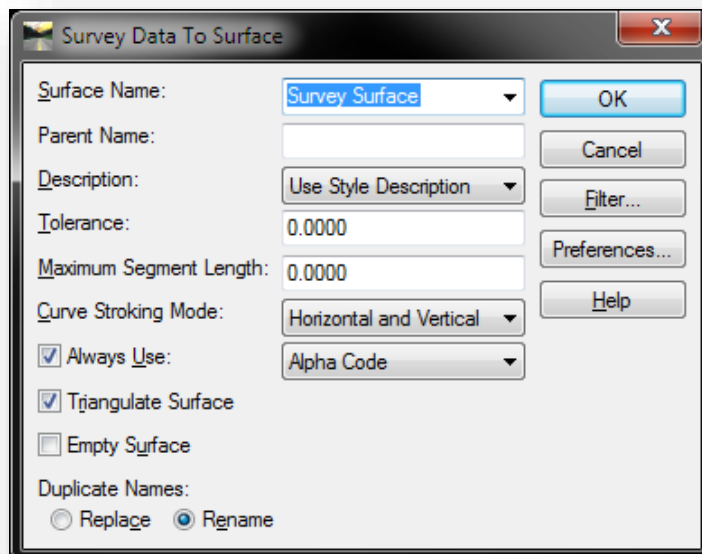 Survey Data To Surface
X
Surface Name: Survey Surface
OK
Parent Name:
Cancel
Description: Use Style Description
Filter...
Tolerance: 0.0000
Preferences...
Maximum Segment Length: 0.0000
Help
Curve Stroking Mode: Horizontal and Vertical
Always Use: Alpha Code
Triangulate Surface
Empty Surface
Duplicate Names:
Replace Rename